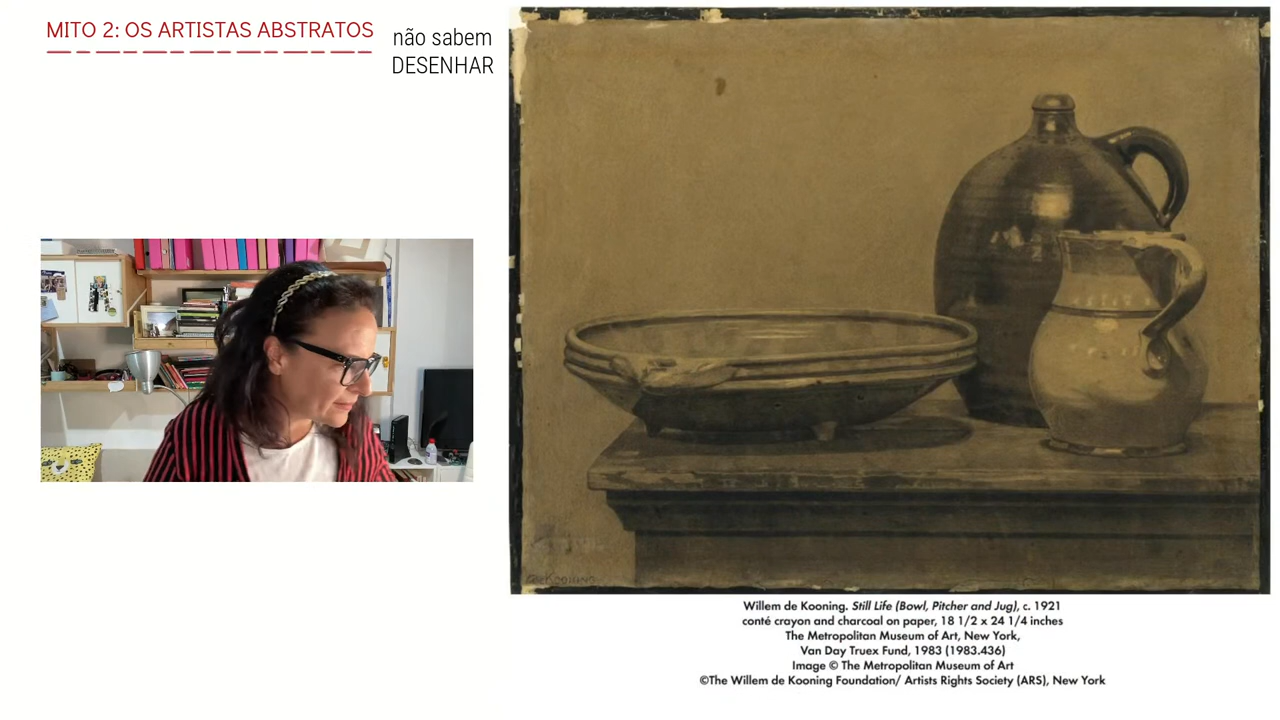 MITO 2: OS ARTISTAS ABSTRATOS
não sabem
DESENHAR
Willem de Kooning. Still Life (Bowl, Pitcher and Jug), c. 1921
conté crayon and charcoal on paper, 18 1/2 x 24 1/4 inches
The Metropolitan Museum of Art, New York,
Van Day Truex Fund, 1983 (1983.436)
Image © The Metropolitan Museum of Art
©The Willem de Kooning Foundation/ Artists Rights Society (ARS), New York